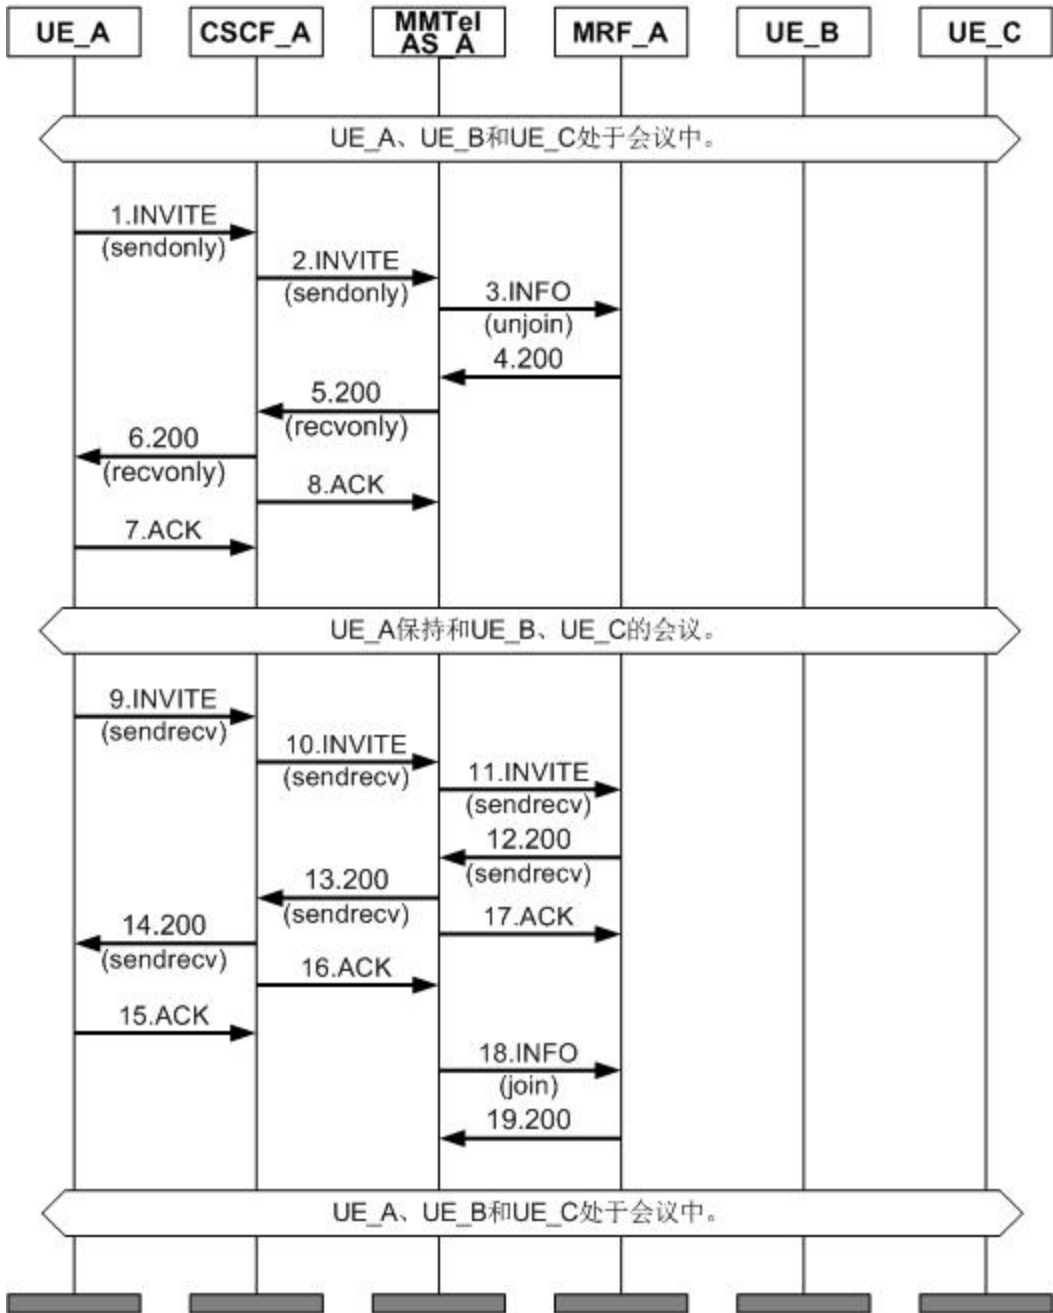 UE_A
CSCF_A
MMTel
AS_A
MRF_A
UE_B
UE_C
UE_A、UE_B和UE_C处于会议中。
1.INVITE
(sendonly)
2.INVITE
(sendonly)
3.INFO
(unjoin)
4.200
5.200
(recvonly)
6.200
(recvonly)
8.ACK
7.ACK
UE_A保持和UE_B、UE_C的会议。
9.INVITE
(sendrecv)
10.INVITE
(sendrecv)
11.INVITE
(sendrecv)
12.200
(sendrecv)
13.200
(sendrecv)
17.ACK
14.200
(sendrecv)
16.ACK
15.ACK
18.INFO
(join)
19.200
UE_A、UE_B和UE_C处于会议中。